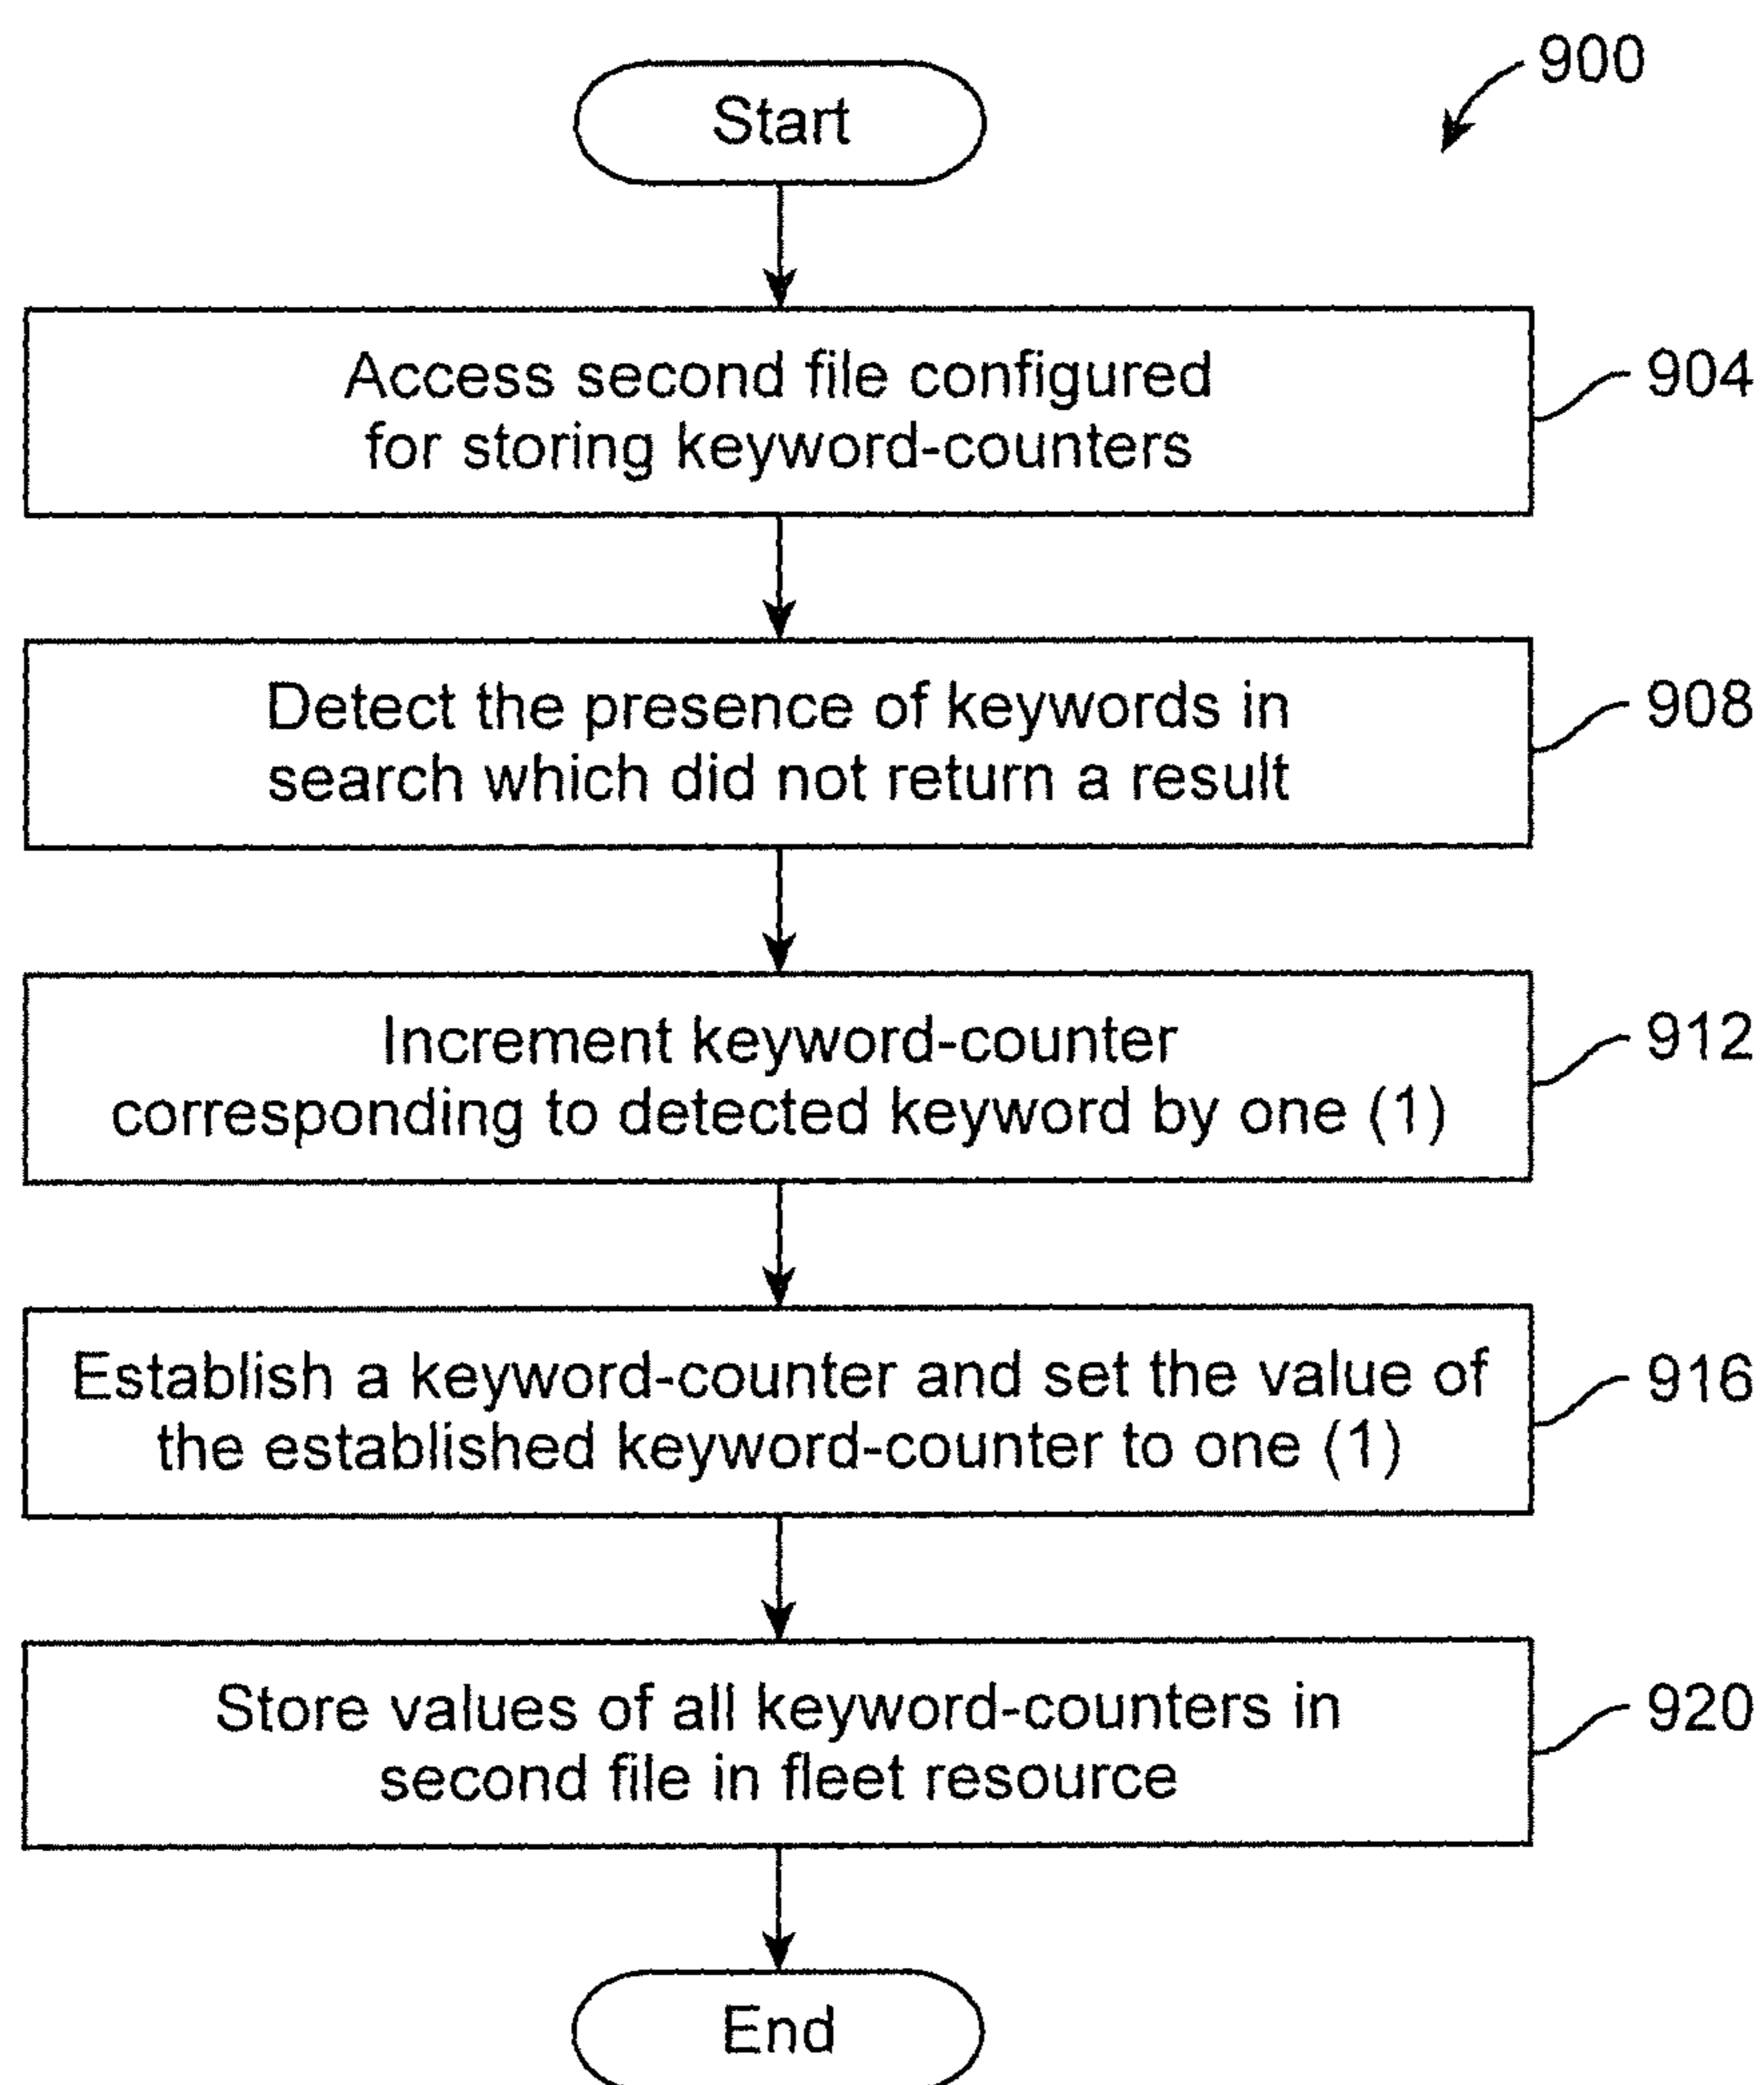 900
Start
Access second file configured
for storing keyword-counters
904
Detect the presence of keywords in
search which did not return a result
908
Increment keyword-counter
corresponding to detected keyword by one (1)
912
Establish a keyword-counter and set the value of
the established keyword-counter to one (1)
916
Store values of all keyword-counters in
second file in fleet resource
920
End